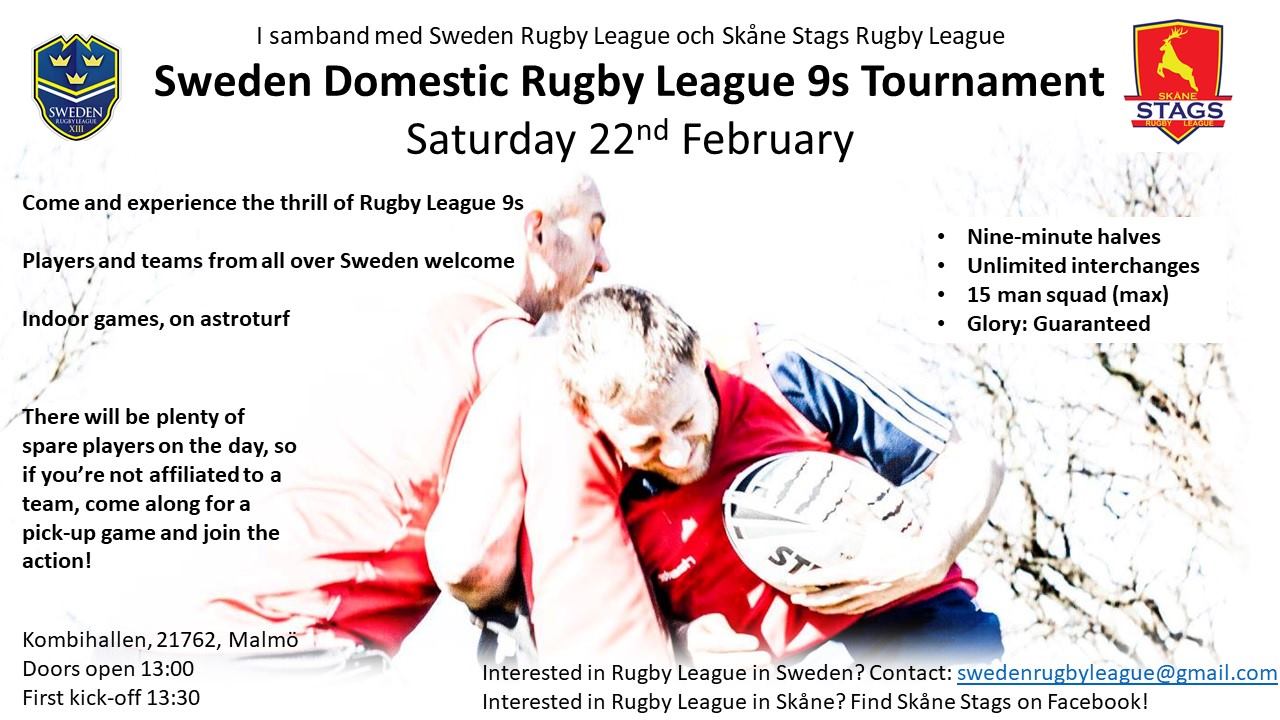 I samband med Sweden Rugby League och Skåne Stags Rugby League
Sweden Domestic Rugby League 9s Tournament
Saturday 22nd February
SWEDEN
RUGBY LEAGUE
XIII
SKÅNE
STAGS
RUGBY LEAGUE
Come and experience the thrill of Rugby League 9s
Players and teams from all over Sweden welcome
Indoor games, on astroturf
• Nine-minute halves
• Unlimited interchanges
• 15 man squad (max)
• Glory: Guaranteed
There will be plenty of
spare players on the day, so
if you’re not affiliated to a
team, come along for a
pick-up game and join the
action!
Kombihallen, 21762, Malmö
Doors open 13:00
First kick-off 13:30
Interested in Rugby League in Sweden? Contact: swedenrugbyleague@gmail.com
Interested in Rugby League in Skåne? Find Skåne Stags on Facebook!